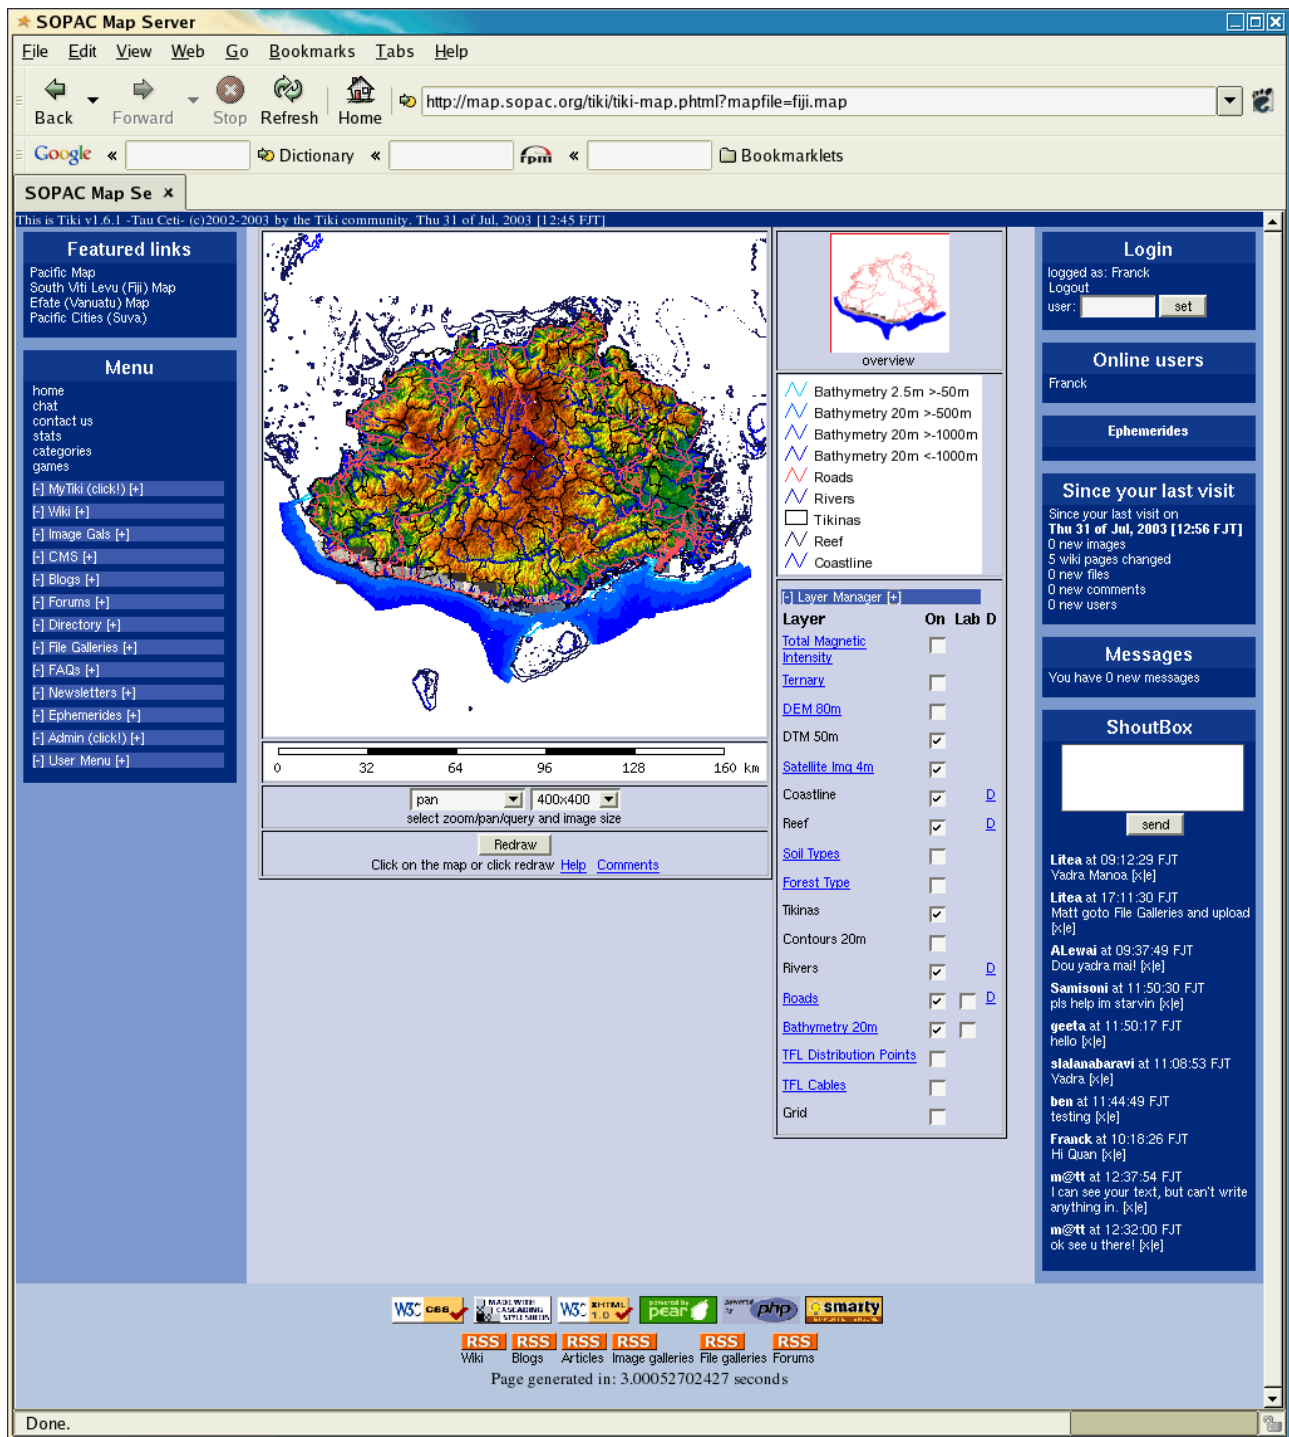 SOPAC Map Server
File Edit View Web Go Bookmarks Tabs Help
Back Forward Stop Refresh Home http://map.sopac.org/tiki/tiki-map.phtml?mapfile=fiji.map
Google « Dictionary « rpm « Bookmarklets
SOPAC Map Se x
This is Tiki v1.6.1 -Tau Ceti- (c)2002-2003 by the Tiki community. Thu 31 of Jul, 2003 [12:45 FJT]
Featured links
Pacific Map
South Viti Levu (Fiji) Map
Efate (Vanuatu) Map
Pacific Cities (Suva)
Menu
home
chat
contact us
stats
categories
games
[-] MyTiki (click!) [+]
[-] Wiki [+]
[-] Image Gals [+]
[-] CMS [+]
[-] Blogs [+]
[-] Forums [+]
[-] Directory [+]
[-] File Galleries [+]
[-] FAQs [+]
[-] Newsletters [+]
[-] Ephemerides [+]
[-] Admin (click!) [+]
[-] User Menu [+]
0 32 64 96 128 160 km
pan 400x400
select zoom/pan/query and image size
Redraw
Click on the map or click redraw Help Comments
overview
Bathymetry 2.5m >-50m
Bathymetry 20m >-500m
Bathymetry 20m >-1000m
Bathymetry 20m <-1000m
Roads
Rivers
Tikinas
Reef
Coastline
[-] Layer Manager [+]
Layer On Lab D
Total Magnetic
Intensity
Ternary
DEM 80m
DTM 50m
Satellite Img 4m
Coastline D
Reef D
Soil Types
Forest Type
Tikinas
Contours 20m
Rivers D
Roads D
Bathymetry 20m
TFL Distribution Points
TFL Cables
Grid
Login
logged as: Franck
Logout
user: set
Online users
Franck
Ephemerides
Since your last visit
Since your last visit on
Thu 31 of Jul, 2003 [12:56 FJT]
0 new images
5 wiki pages changed
0 new files
0 new comments
0 new users
Messages
You have 0 new messages
ShoutBox
send
Litea at 09:12:29 FJT
Yadra Manoa [x|e]
Litea at 17:11:30 FJT
Matt goto File Galleries and upload
[x|e]
ALewai at 09:37:49 FJT
Dou yadra mai! [x|e]
Samisoni at 11:50:30 FJT
pls help im starvin [x|e]
geeta at 11:50:17 FJT
hello [x|e]
slalanabaravi at 11:08:53 FJT
Yadra [x|e]
ben at 11:44:49 FJT
testing [x|e]
Franck at 10:18:26 FJT
Hi Quan [x|e]
m@tt at 12:37:54 FJT
I can see your text, but can't write
anything in. [x|e]
m@tt at 12:32:00 FJT
ok see u there! [x|e]
W3C css MADE WITH CASCADING STYLE SHEETS W3C XHTML 1.0 powered by pear powered by php smarty
RSS RSS RSS RSS RSS RSS
Wiki Blogs Articles Image galleries File galleries Forums
Page generated in: 3.00052702427 seconds
Done.